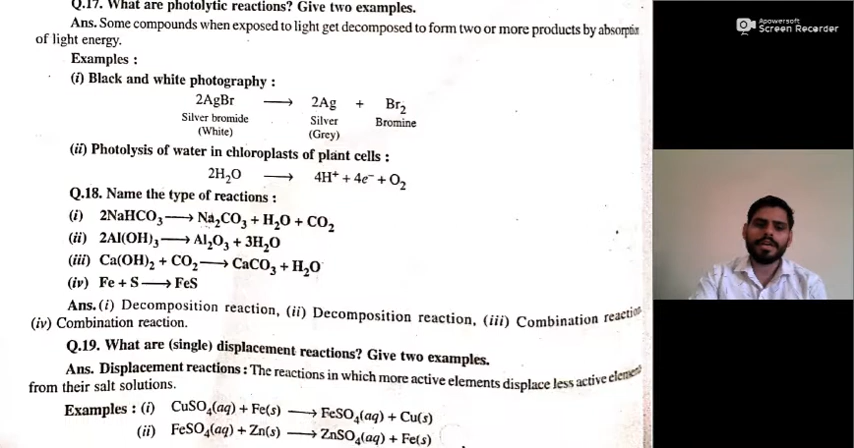 Q.17. What are photolytic reactions? Give two examples.
Ans. Some compounds when exposed to light get decomposed to form two or more products by absorption
of light energy.
Examples :
(i) Black and white photography :
2AgBr ⟶ 2Ag + Br₂
Silver bromide Silver Bromine
(White) (Grey)
(ii) Photolysis of water in chloroplasts of plant cells :
2H₂O ⟶ 4H⁺ + 4e⁻ + O₂
Q.18. Name the type of reactions :
(i) 2NaHCO₃⟶Na₂CO₃ + H₂O + CO₂
(ii) 2Al(OH)₃⟶Al₂O₃ + 3H₂O
(iii) Ca(OH)₂ + CO₂⟶CaCO₃ + H₂O
(iv) Fe + S⟶FeS
Ans. (i) Decomposition reaction, (ii) Decomposition reaction, (iii) Combination reaction
(iv) Combination reaction.
Q.19. What are (single) displacement reactions? Give two examples.
Ans. Displacement reactions : The reactions in which more active elements displace less active element
from their salt solutions.
Examples : (i) CuSO₄(aq) + Fe(s) ⟶ FeSO₄(aq) + Cu(s)
(ii) FeSO₄(aq) + Zn(s) ⟶ ZnSO₄(aq) + Fe(s)
Apowersoft
Screen Recorder